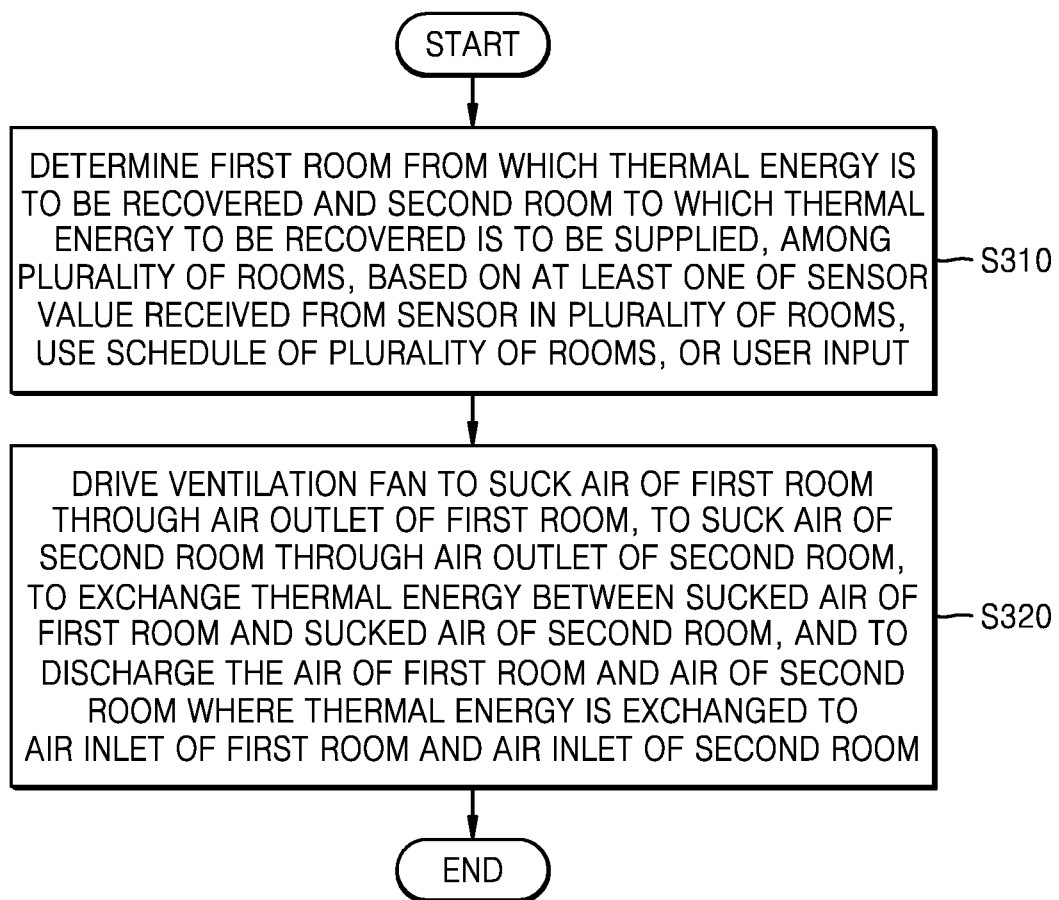 START
DETERMINE FIRST ROOM FROM WHICH THERMAL ENERGY IS
TO BE RECOVERED AND SECOND ROOM TO WHICH THERMAL
ENERGY TO BE RECOVERED IS TO BE SUPPLIED, AMONG
PLURALITY OF ROOMS, BASED ON AT LEAST ONE OF SENSOR
VALUE RECEIVED FROM SENSOR IN PLURALITY OF ROOMS,
USE SCHEDULE OF PLURALITY OF ROOMS, OR USER INPUT
S310
DRIVE VENTILATION FAN TO SUCK AIR OF FIRST ROOM
THROUGH AIR OUTLET OF FIRST ROOM, TO SUCK AIR OF
SECOND ROOM THROUGH AIR OUTLET OF SECOND ROOM,
TO EXCHANGE THERMAL ENERGY BETWEEN SUCKED AIR OF
FIRST ROOM AND SUCKED AIR OF SECOND ROOM, AND TO
DISCHARGE THE AIR OF FIRST ROOM AND AIR OF SECOND
ROOM WHERE THERMAL ENERGY IS EXCHANGED TO
AIR INLET OF FIRST ROOM AND AIR INLET OF SECOND ROOM
S320
END